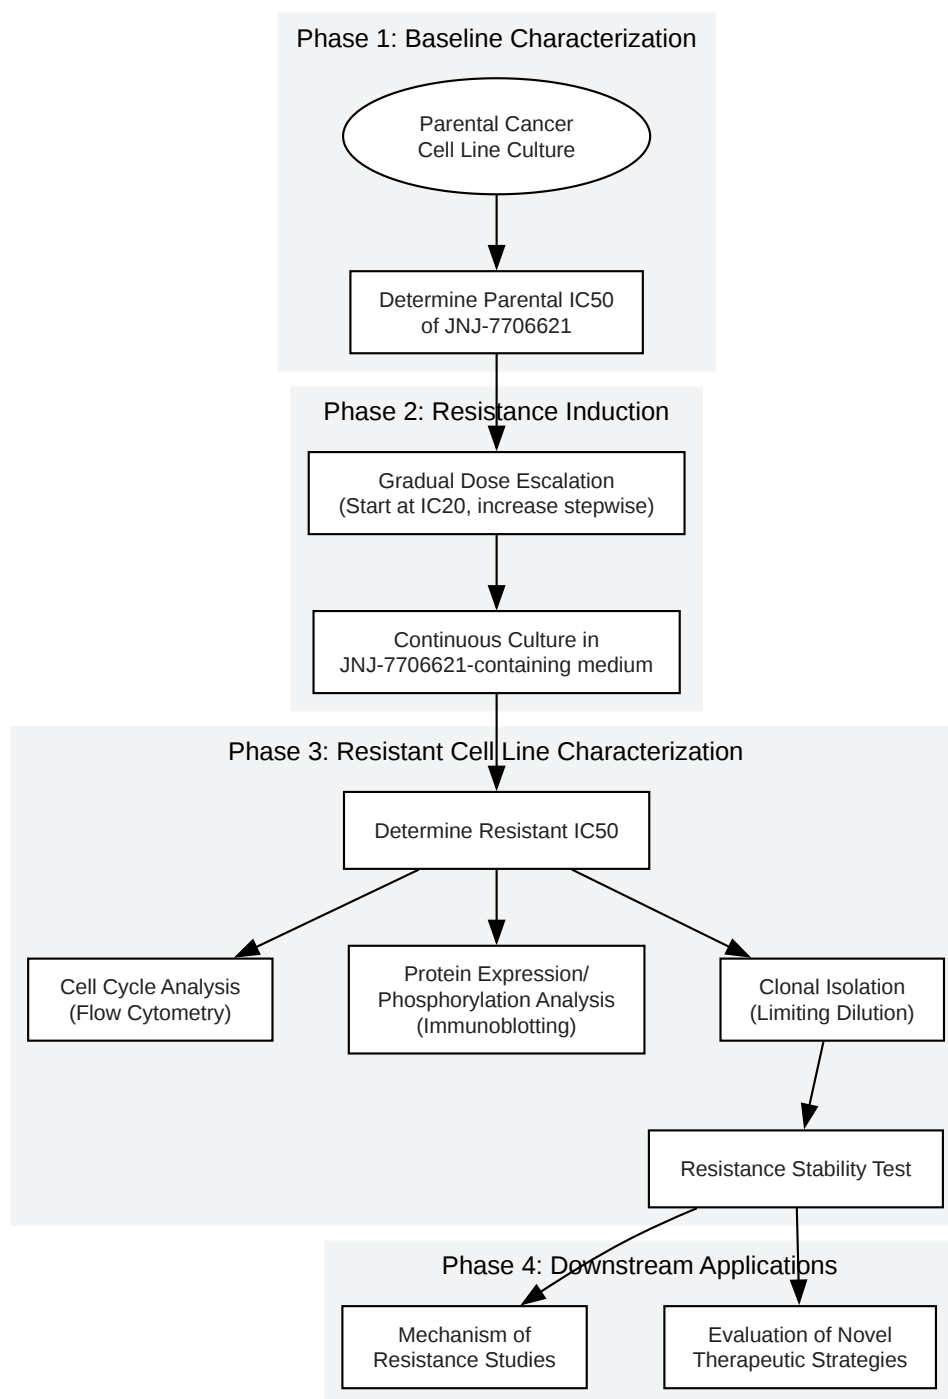 Phase 1: Baseline Characterization
Parental Cancer
Cell Line Culture
Determine Parental IC50
of JNJ-7706621
Phase 2: Resistance Induction
Gradual Dose Escalation
(Start at IC20, increase stepwise)
Continuous Culture in
JNJ-7706621-containing medium
Phase 3: Resistant Cell Line Characterization
Determine Resistant IC50
Cell Cycle Analysis
(Flow Cytometry)
Protein Expression/
Phosphorylation Analysis
(Immunoblotting)
Clonal Isolation
(Limiting Dilution)
Resistance Stability Test
Phase 4: Downstream Applications
Mechanism of
Resistance Studies
Evaluation of Novel
Therapeutic Strategies